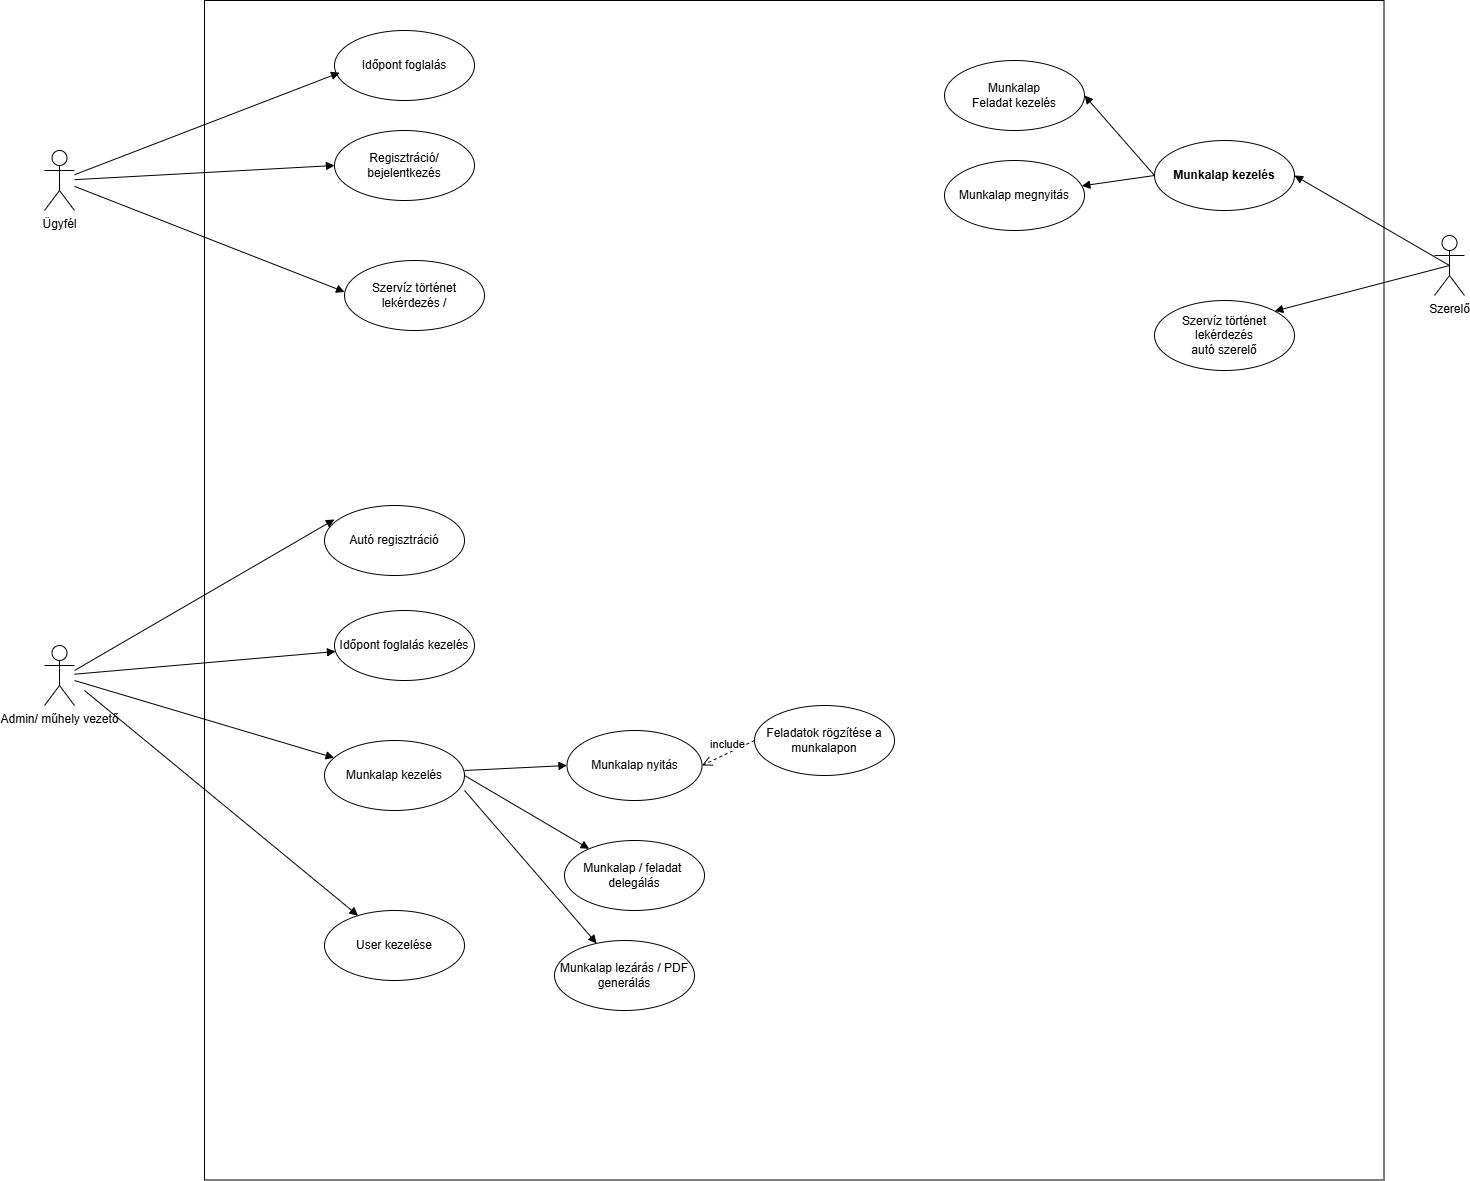 Időpont foglalás
Regisztráció/
bejelentkezés
Ügyfél
Szervíz történet
lekérdezés /
Munkalap
Feladat kezelés
Munkalap megnyitás
Munkalap kezelés
Szerelő
Szervíz történet
lekérdezés
autó szerelő
Autó regisztráció
Időpont foglalás kezelés
Admin/ műhely vezető
Munkalap kezelés
Munkalap nyitás
include
Feladatok rögzítése a
munkalapon
Munkalap / feladat
delegálás
User kezelése
Munkalap lezárás / PDF
generálás